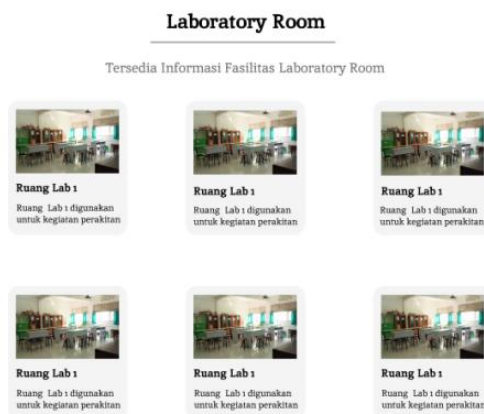 Laboratory Room
Tersedia Informasi Fasilitas Laboratory Room
Ruang Lab 1
Ruang Lab 1 digunakan
untuk kegiatan perakitan
Ruang Lab 1
Ruang Lab 1 digunakan
untuk kegiatan perakitan
Ruang Lab 1
Ruang Lab 1 digunakan
untuk kegiatan perakitan
Ruang Lab 1
Ruang Lab 1 digunakan
untuk kegiatan perakitan
Ruang Lab 1
Ruang Lab 1 digunakan
untuk kegiatan perakitan
Ruang Lab 1
Ruang Lab 1 digunakan
untuk kegiatan perakitan